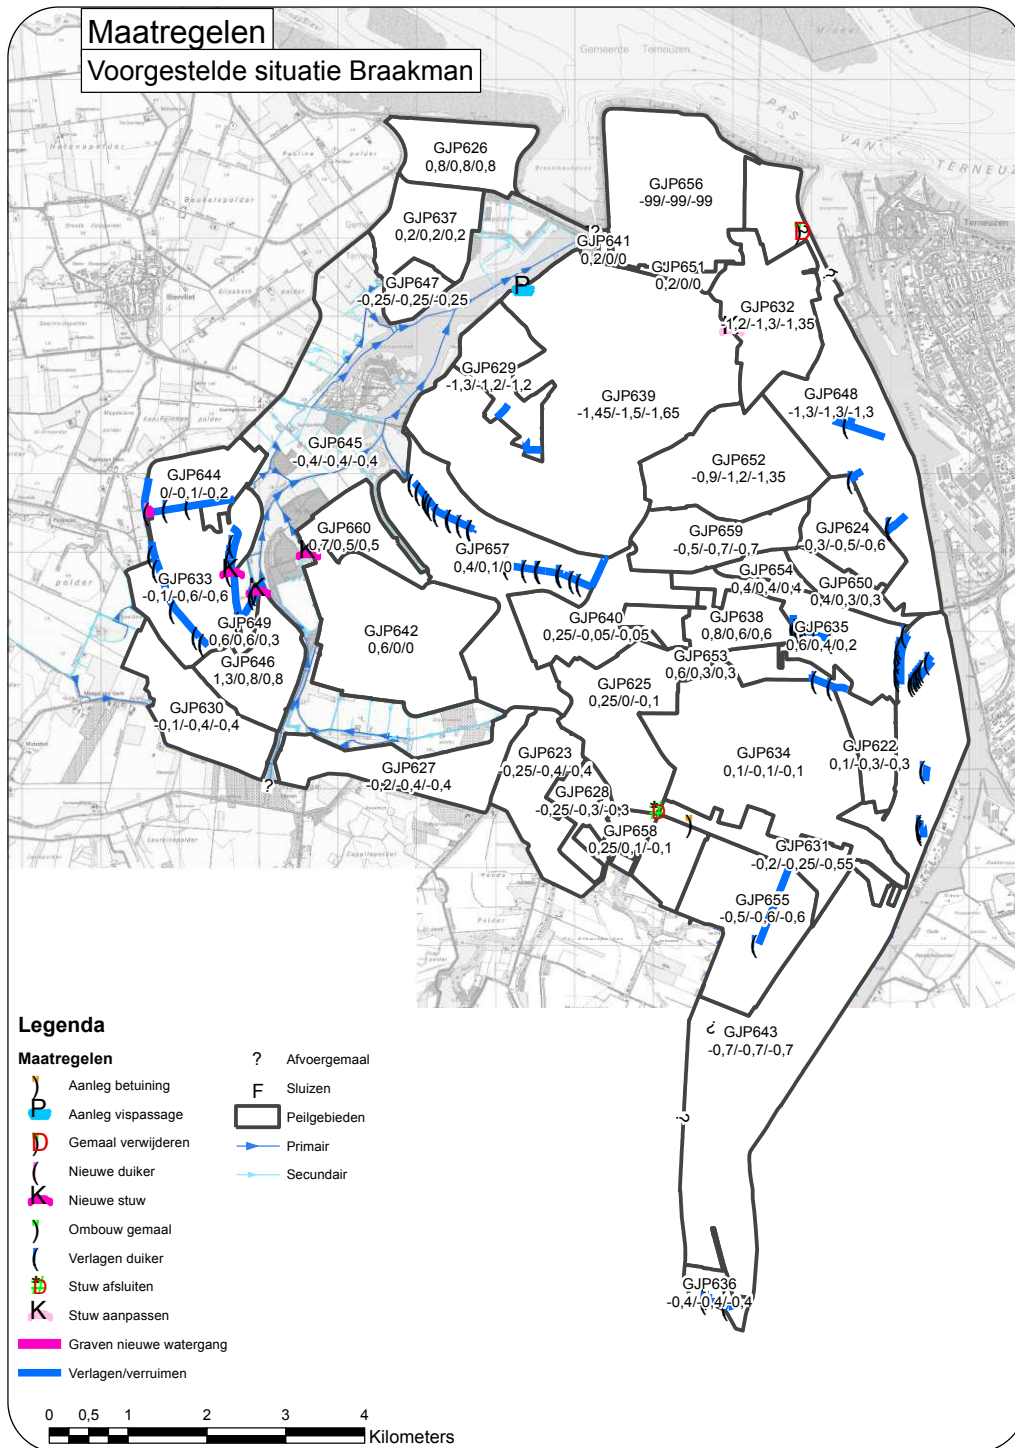 Maatregelen
Voorgestelde situatie Braakman
Gemeente Terneuzen
PAS
VAN
TERNEUZ
Terneuzen
Biervliet
GJP626
0,8/0,8/0,8
GJP656
-99/-99/-99
GJP637
0,2/0,2/0,2
D
?
GJP641
0,2/0/0
GJP651
0,2/0/0
?
GJP647
-0,25/-0,25/-0,25
P
GJP632
-1,2/-1,3/-1,35
GJP629
-1,3/-1,2/-1,2
GJP639
-1,45/-1,5/-1,65
GJP648
-1,3/-1,3/-1,3
GJP645
-0,4/-0,4/-0,4
GJP652
-0,9/-1,2/-1,35
GJP644
0/-0,1/-0,2
GJP660
0,7/0,5/0,5
K
GJP659
-0,5/-0,7/-0,7
GJP624
-0,3/-0,5/-0,6
GJP657
0,4/0,1/0
GJP654
0,4/0,4/0,4
GJP650
0,4/0,3/0,3
GJP633
-0,1/-0,6/-0,6
K
K
GJP649
0,6/0,6/0,3
GJP640
0,25/-0,05/-0,05
GJP638
0,8/0,6/0,6
GJP635
0,6/0,4/0,2
GJP642
0,6/0/0
GJP646
1,3/0,8/0,8
GJP653
0,6/0,3/0,3
GJP625
0,25/0/-0,1
GJP630
-0,1/-0,4/-0,4
GJP623
-0,25/-0,4/-0,4
GJP634
0,1/-0,1/-0,1
GJP622
0,1/-0,3/-0,3
GJP627
-0,2/-0,4/-0,4
?
GJP628
-0,25/-0,3/-0,3
D
GJP658
0,25/0,1/-0,1
GJP631
-0,2/-0,25/-0,55
GJP655
-0,5/-0,6/-0,6
?
GJP643
-0,7/-0,7/-0,7
?
GJP636
-0,4/-0,4/-0,4
Legenda
Maatregelen
) Aanleg betuining
P Aanleg vispassage
D Gemaal verwijderen
( Nieuwe duiker
K Nieuwe stuw
) Ombouw gemaal
( Verlagen duiker
D Stuw afsluiten
K Stuw aanpassen
Graven nieuwe watergang
Verlagen/verruimen
? Afvoergemaal
F Sluizen
Peilgebieden
Primair
Secundair
0 0,5 1 2 3 4
Kilometers